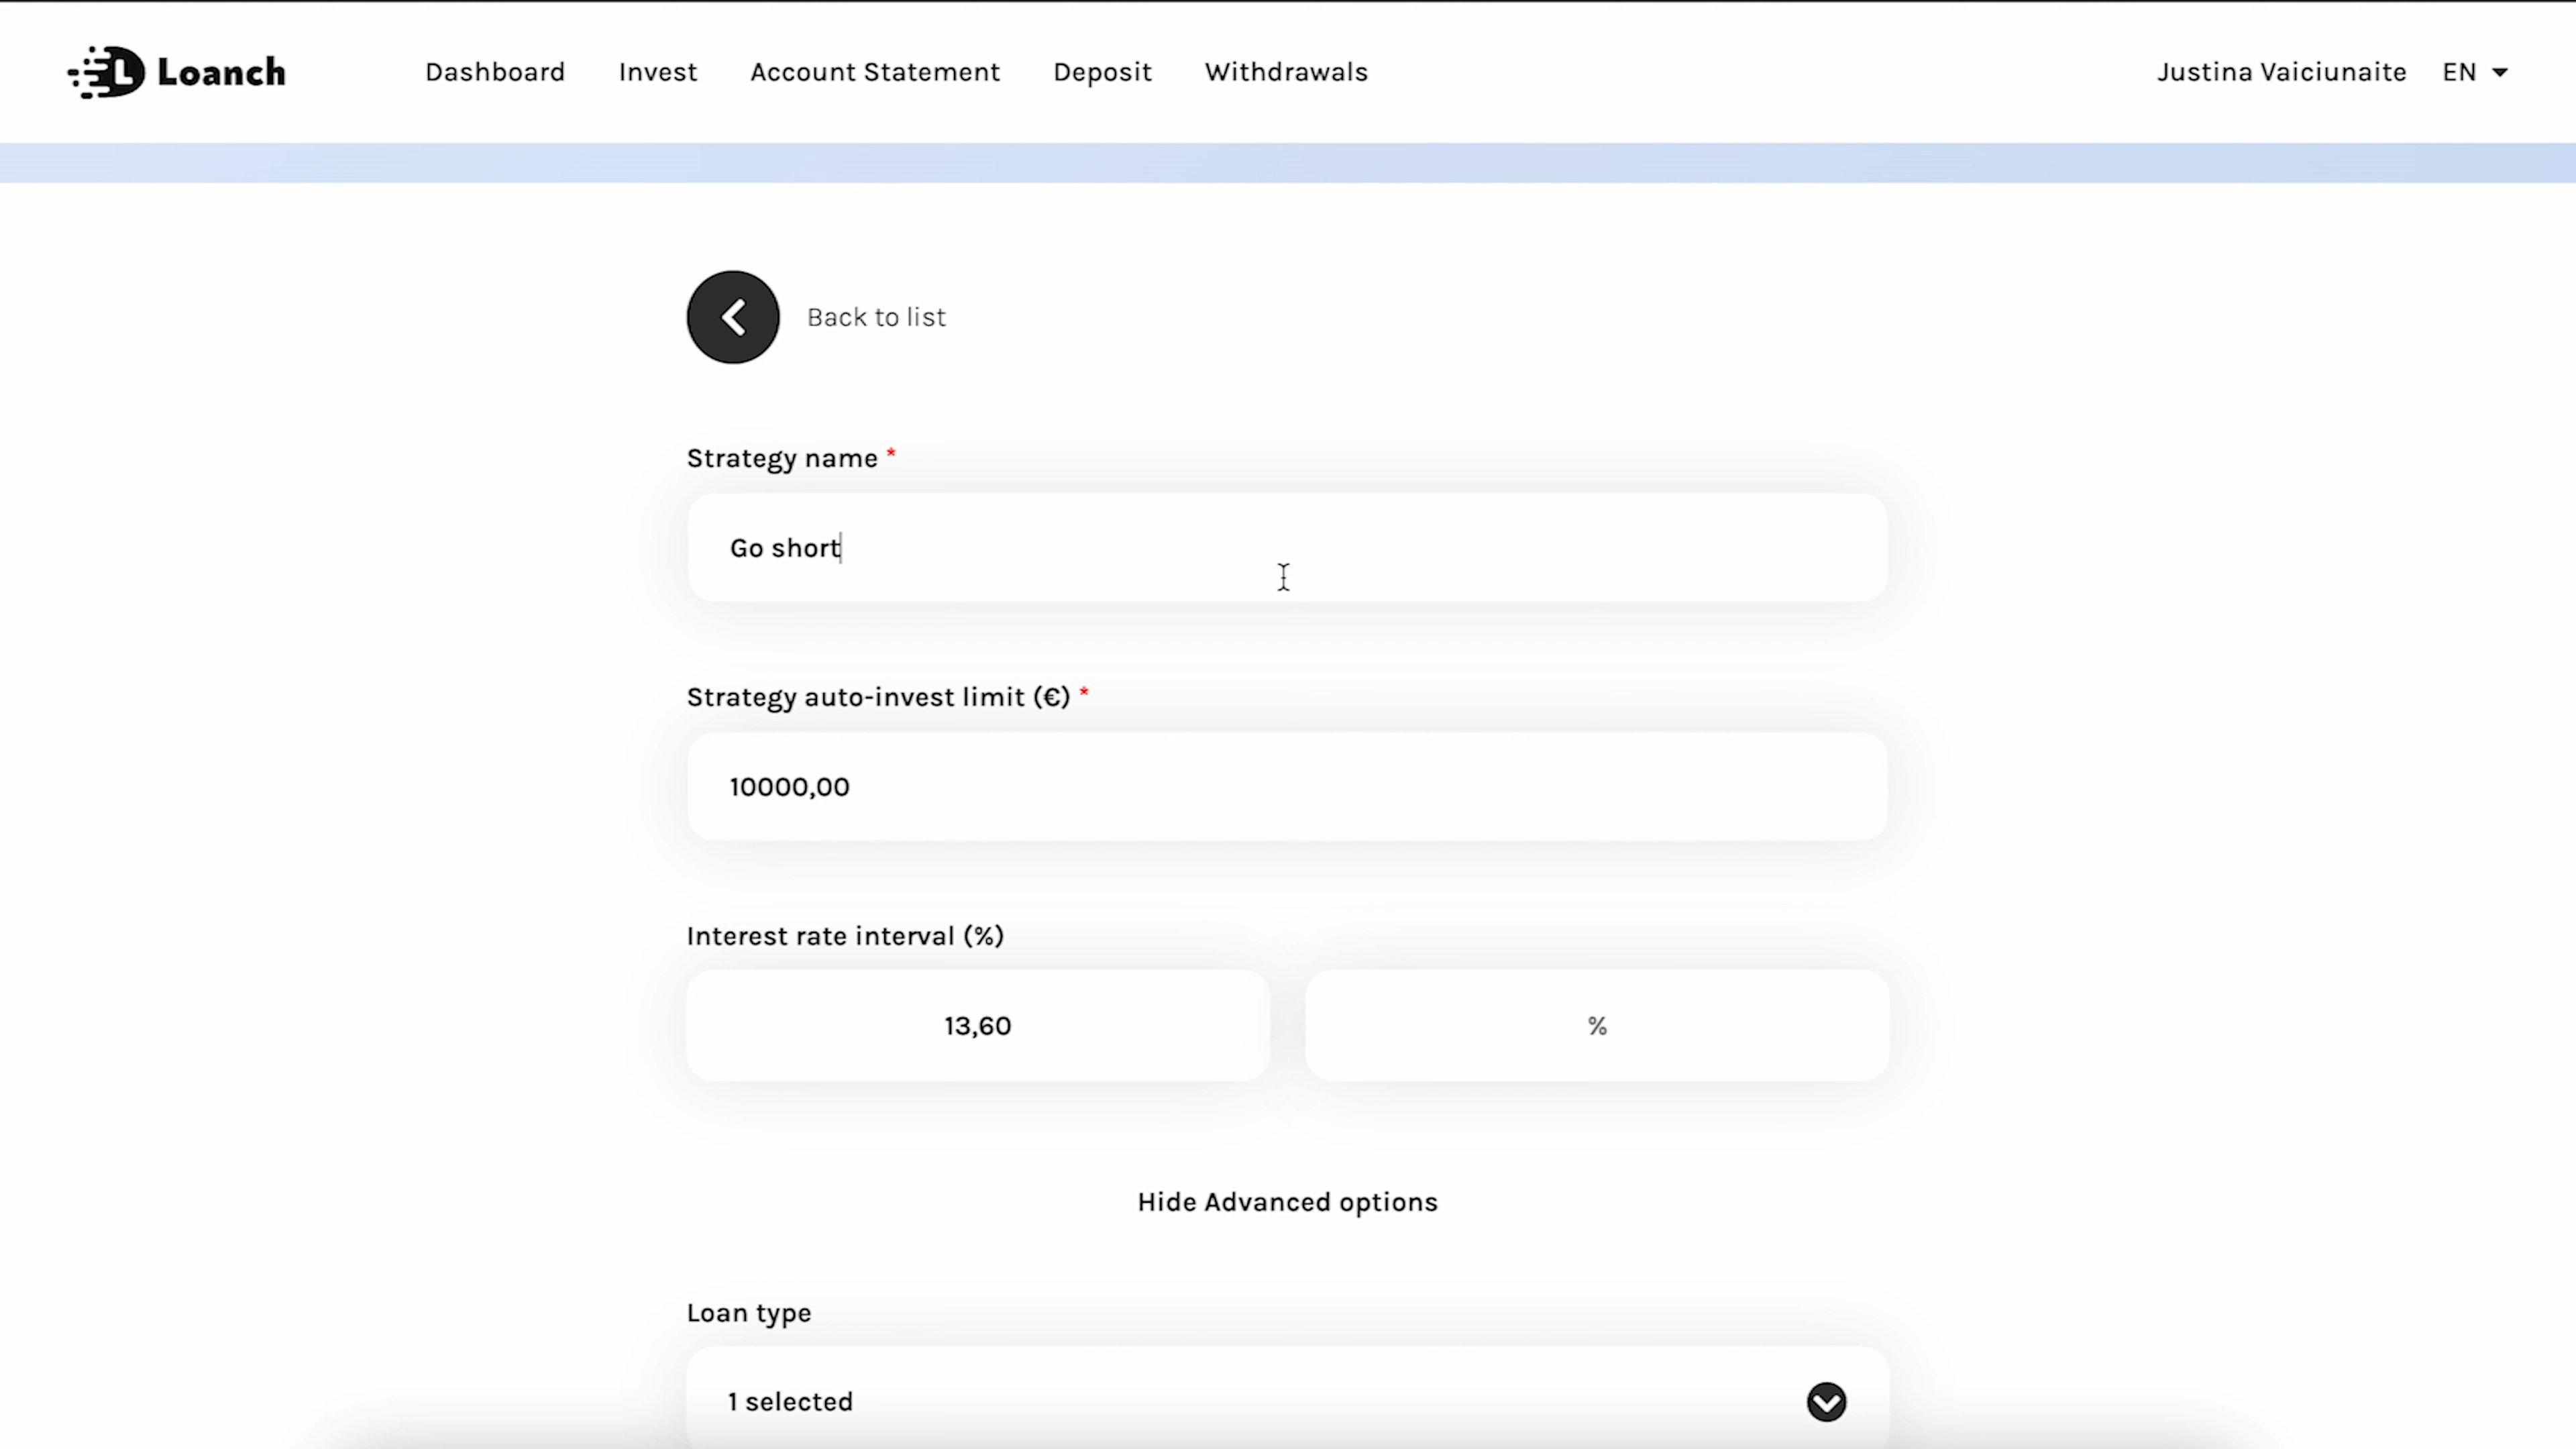 Loanch
Dashboard Invest Account Statement Deposit Withdrawals Justina Vaiciunaite EN
Back to list
Strategy name *
Go short
Strategy auto-invest limit (€) *
10000,00
Interest rate interval (%)
13,60 %
Hide Advanced options
Loan type
1 selected